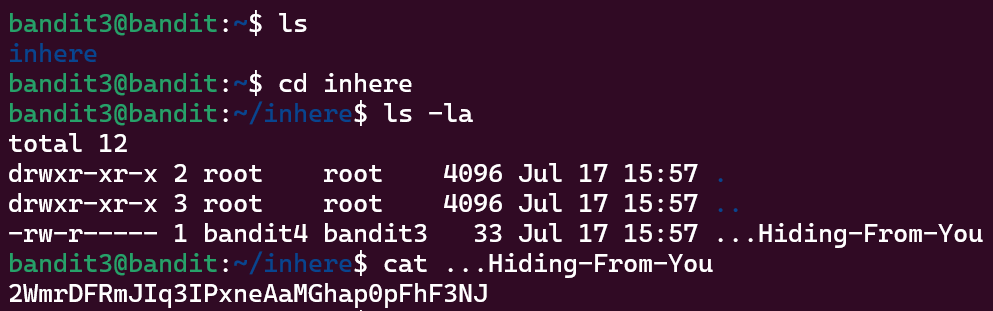 bandit3@bandit:~$ ls
inhere
bandit3@bandit:~$ cd inhere
bandit3@bandit:~/inhere$ ls -la
total 12
drwxr-xr-x 2 root    root    4096 Jul 17 15:57 .
drwxr-xr-x 3 root    root    4096 Jul 17 15:57 ..
-rw-r----- 1 bandit4 bandit3   33 Jul 17 15:57 ...Hiding-From-You
bandit3@bandit:~/inhere$ cat ...Hiding-From-You
2WmrDFRmJIq3IPxneAaMGhap0pFhF3NJ